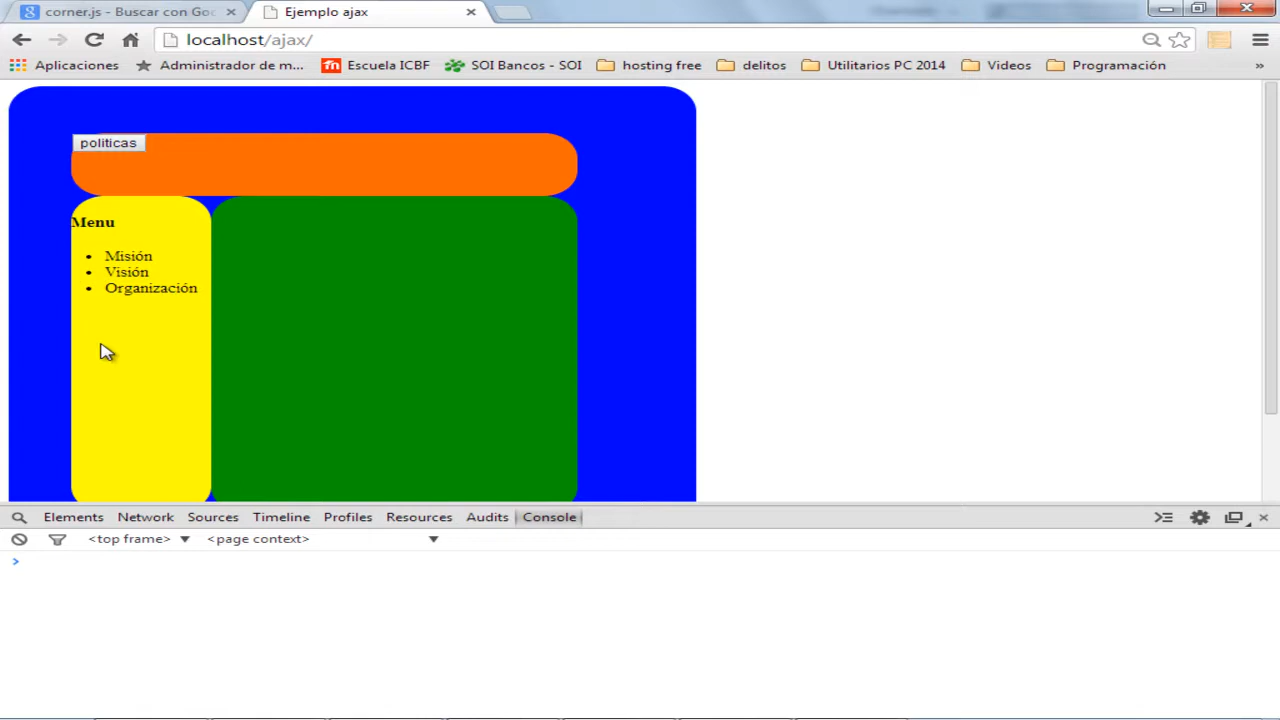 corner.js - Buscar con Goo
Ejemplo ajax
localhost/ajax/
Aplicaciones
Administrador de m...
Escuela ICBF
SOI Bancos - SOI
hosting free
delitos
Utilitarios PC 2014
Videos
Programación
»
politicas
Menu
Misión
Visión
Organización
Elements Network Sources Timeline Profiles Resources Audits Console
<top frame> <page context>